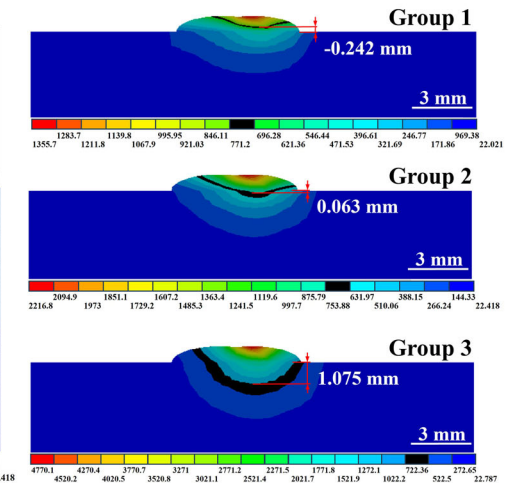 Group 1
-0.242 mm
3 mm
1283.7 1139.8 995.95 846.11 696.28 546.44 396.61 246.77 969.38
1355.7 1211.8 1067.9 921.03 771.2 621.36 471.53 321.69 171.86 22.021
Group 2
0.063 mm
3 mm
2094.9 1851.1 1607.2 1363.4 1119.6 875.79 631.97 388.15 144.33
2216.8 1973 1729.2 1485.3 1241.5 997.7 753.88 510.06 266.24 22.418
Group 3
1.075 mm
3 mm
4770.1 4270.4 3770.7 3271 2771.2 2271.5 1771.8 1272.1 722.36 272.65
.418 4520.2 4020.5 3520.8 3021.1 2521.4 2021.7 1521.9 1022.2 522.5 22.787